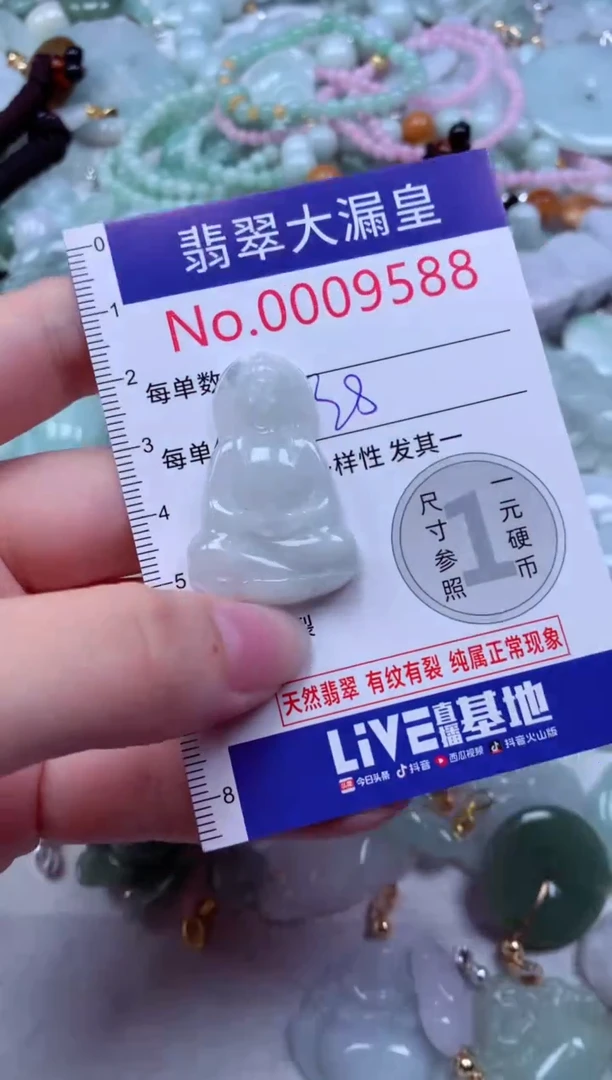 翡翠大漏皇
No.0009588
每单数
38
每单
样性 发其一
尺寸参照
1
一元硬币
裂
天然翡翠 有纹有裂 纯属正常现象
LiVE直播基地
今日头条 抖音 西瓜视频 抖音火山版
0
1
2
3
4
5
8